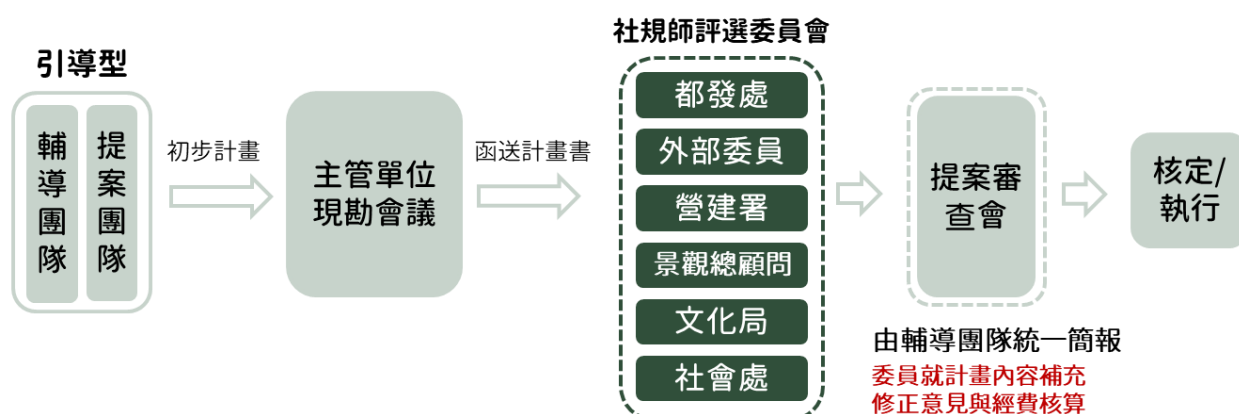 引導型
輔導團隊
提案團隊
初步計畫
主管單位
現勘會議
函送計畫書
社規師評選委員會
都發處
外部委員
營建署
景觀總顧問
文化局
社會處
提案審
查會
由輔導團隊統一簡報
委員就計畫內容補充
修正意見與經費核算
核定/
執行